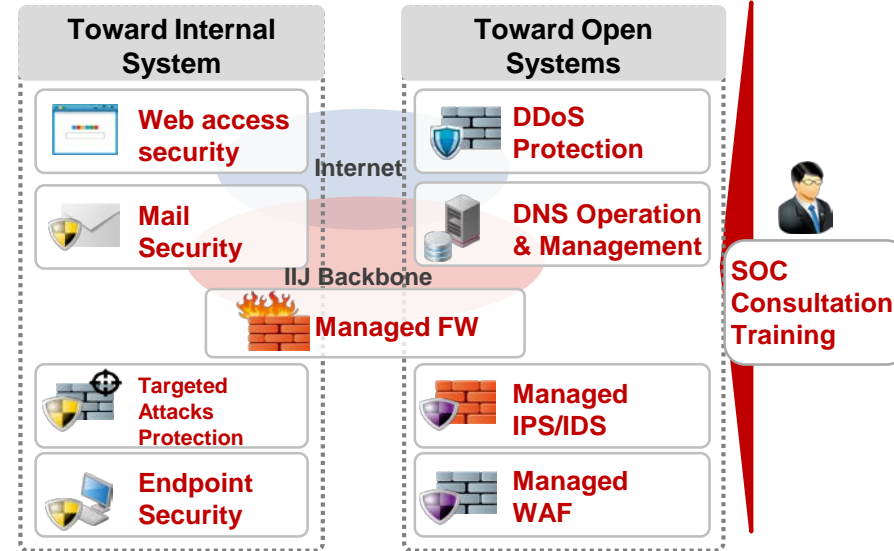 Toward Internal
System
Toward Open
Systems
Web access
security
DDoS
Protection
Internet
Mail
Security
DNS Operation
& Management
IIJ Backbone
Managed FW
Targeted
Attacks
Protection
Managed
IPS/IDS
Endpoint
Security
Managed
WAF
SOC
Consultation
Training